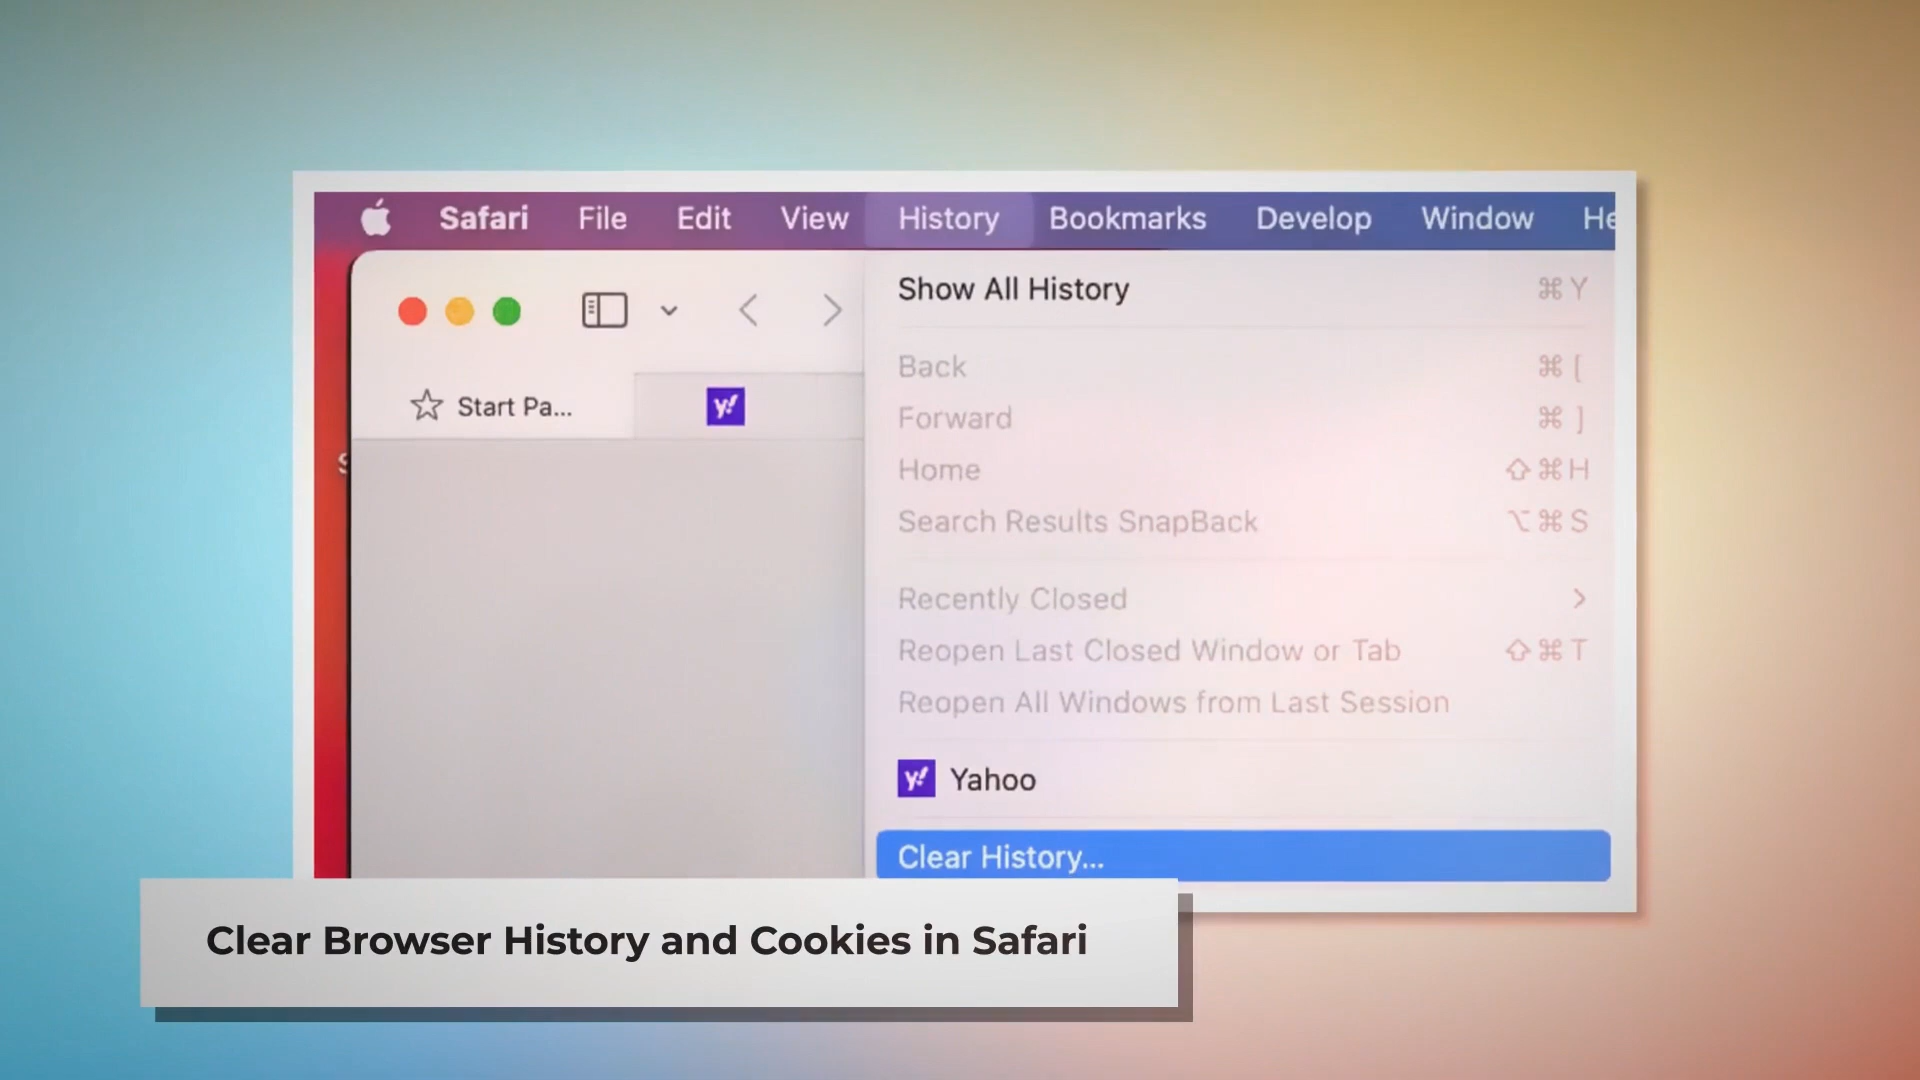 Safari File Edit View History Bookmarks Develop Window He
Show All History ⌘ Y
Back ⌘ [
Forward ⌘ ]
Home ⇧ ⌘ H
Search Results SnapBack ⌥ ⌘ S
Start Pa...
y!
Recently Closed >
Reopen Last Closed Window or Tab ⇧ ⌘ T
Reopen All Windows from Last Session
y! Yahoo
Clear History...
Clear Browser History and Cookies in Safari